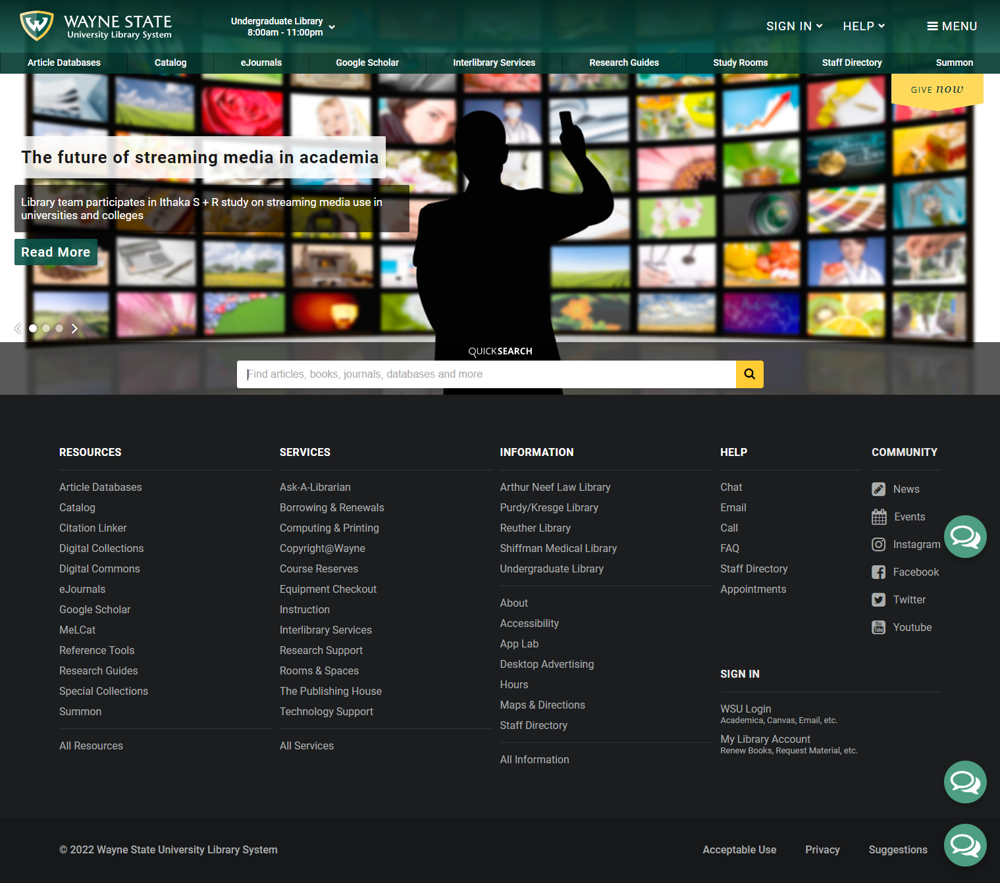 WAYNE STATE
University Library System
Undergraduate Library
8:00am - 11:00pm
SIGN IN
HELP
MENU
Article Databases
Catalog
eJournals
Google Scholar
Interlibrary Services
Research Guides
Study Rooms
Staff Directory
Summon
GIVE now
The future of streaming media in academia
Library team participates in Ithaka S + R study on streaming media use in
universities and colleges
Read More
QUICKSEARCH
Find articles, books, journals, databases and more
RESOURCES
Article Databases
Catalog
Citation Linker
Digital Collections
Digital Commons
eJournals
Google Scholar
MeLCat
Reference Tools
Research Guides
Special Collections
Summon
All Resources
SERVICES
Ask-A-Librarian
Borrowing & Renewals
Computing & Printing
Copyright@Wayne
Course Reserves
Equipment Checkout
Instruction
Interlibrary Services
Research Support
Rooms & Spaces
The Publishing House
Technology Support
All Services
INFORMATION
Arthur Neef Law Library
Purdy/Kresge Library
Reuther Library
Shiffman Medical Library
Undergraduate Library
About
Accessibility
App Lab
Desktop Advertising
Hours
Maps & Directions
Staff Directory
All Information
HELP
Chat
Email
Call
FAQ
Staff Directory
Appointments
COMMUNITY
News
Events
Instagram
Facebook
Twitter
You
Tube
Youtube
SIGN IN
WSU Login
Academica, Canvas, Email, etc.
My Library Account
Renew Books, Request Material, etc.
© 2022 Wayne State University Library System
Acceptable Use
Privacy
Suggestions